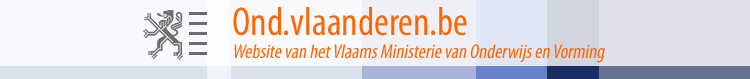 Ond.vlaanderen.be
Website van het Vlaams Ministerie van Onderwijs en Vorming